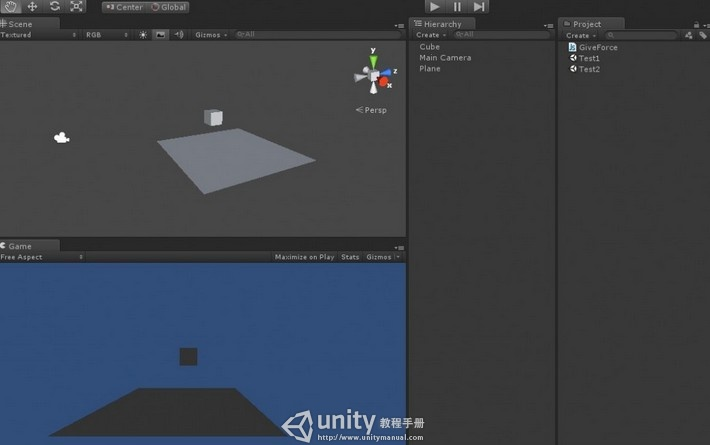 Center Global
Scene
Textured RGB Gizmos All
y
z
x
Persp
Game
Free Aspect Maximize on Play Stats Gizmos
Hierarchy
Create All
Cube
Main Camera
Plane
Project
Create
GiveForce
Test1
Test2
unity 教程手册
http://www.unitymanual.com